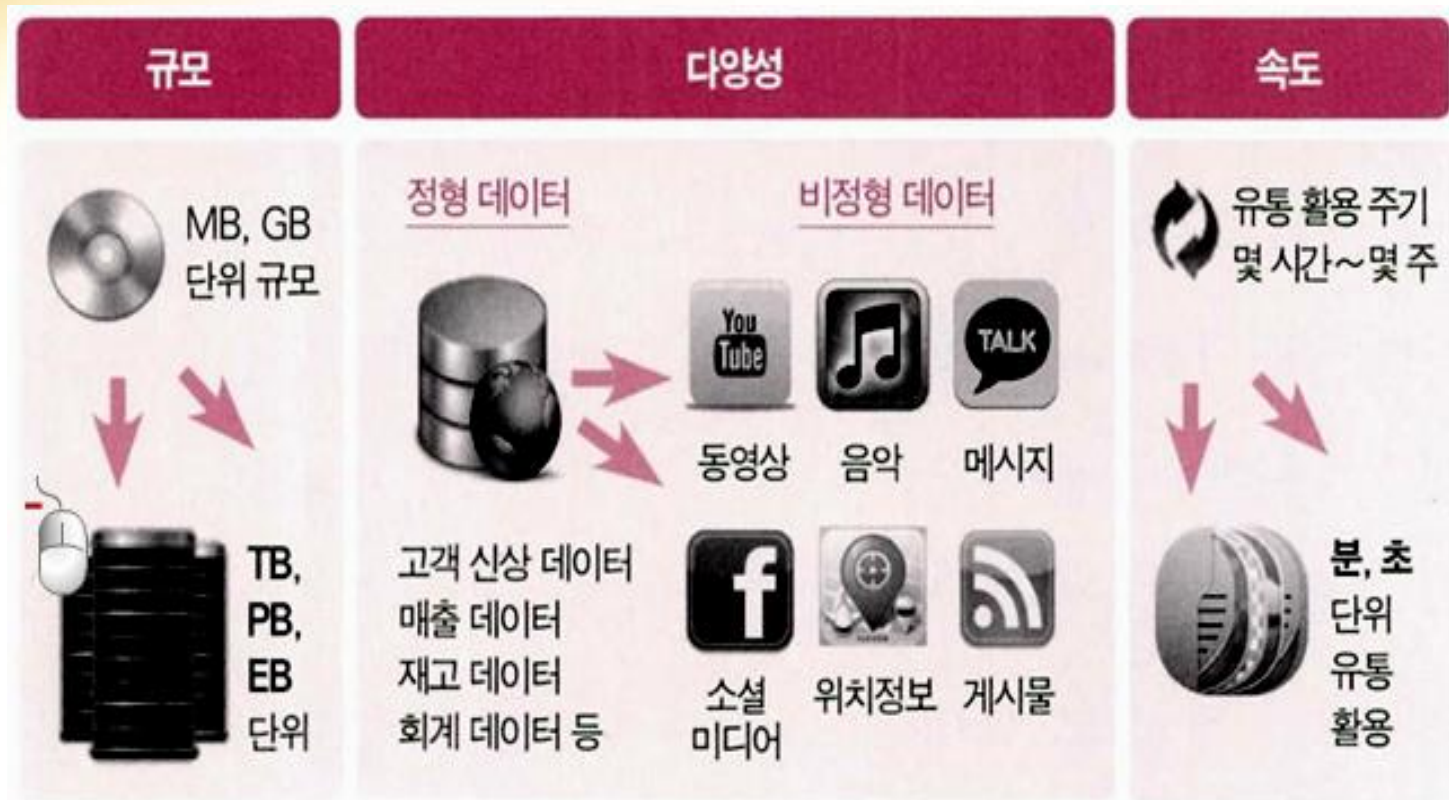 규모
다양성
속도
MB, GB
단위 규모
TB,
PB,
EB
단위
정형 데이터
비정형 데이터
고객 신상 데이터
매출 데이터
재고 데이터
회계 데이터 등
You
Tube
TALK
동영상
음악
메시지
f
소셜
미디어
위치정보
게시물
유통 활용 주기
몇 시간~몇 주
분, 초
단위
유통
활용